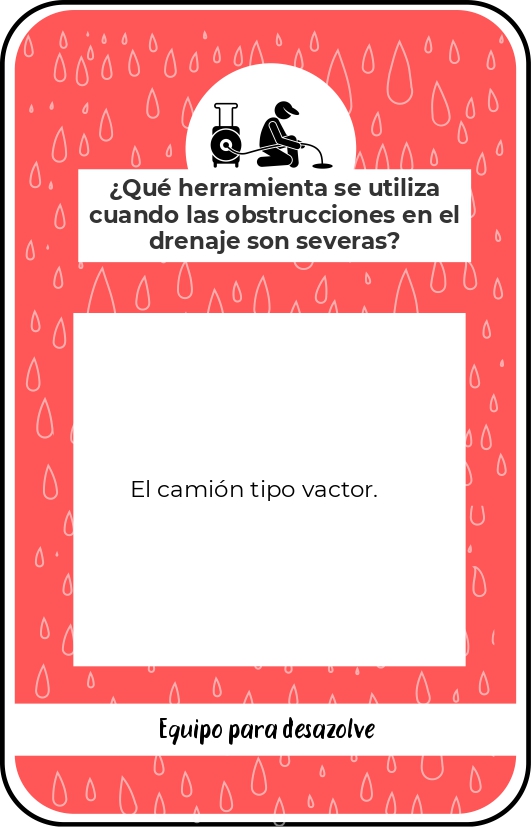 ¿Qué herramienta se utiliza
cuando las obstrucciones en el
drenaje son severas?
El camión tipo vactor.
Equipo para desazolve